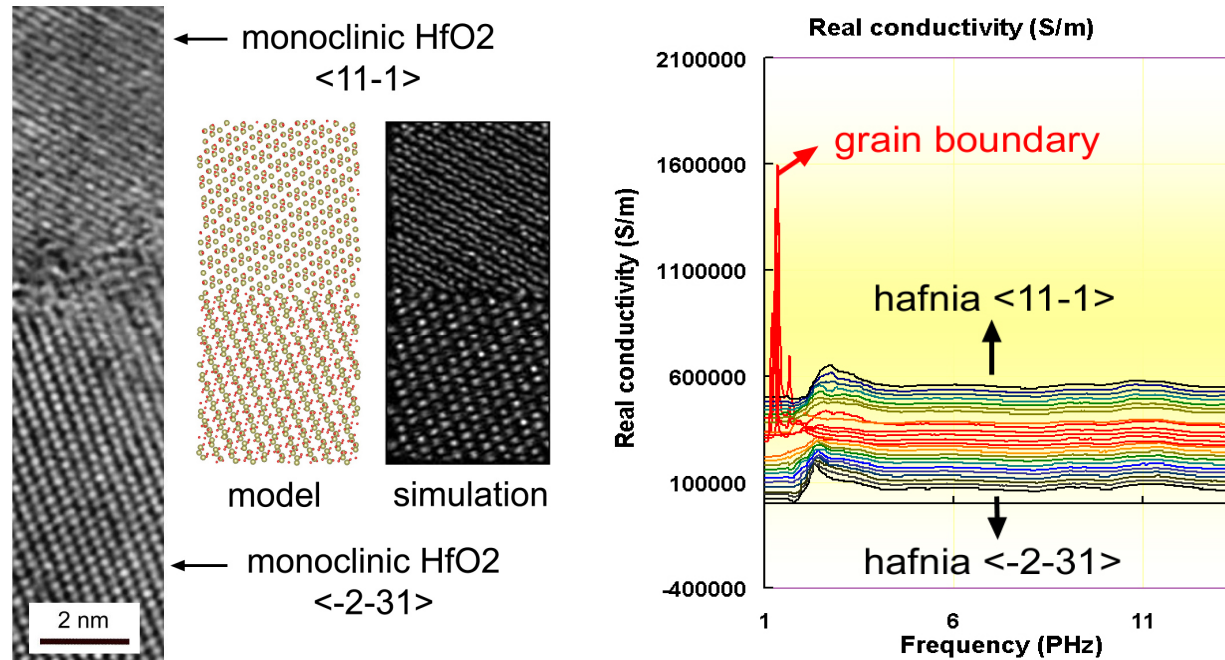 monoclinic HfO2
<11-1>
model
simulation
monoclinic HfO2
<-2-31>
2 nm
Real conductivity (S/m)
2100000
1600000
1100000
600000
100000
-400000
Real conductivity (S/m)
grain boundary
hafnia <11-1>
hafnia <-2-31>
1
6
11
Frequency (PHz)